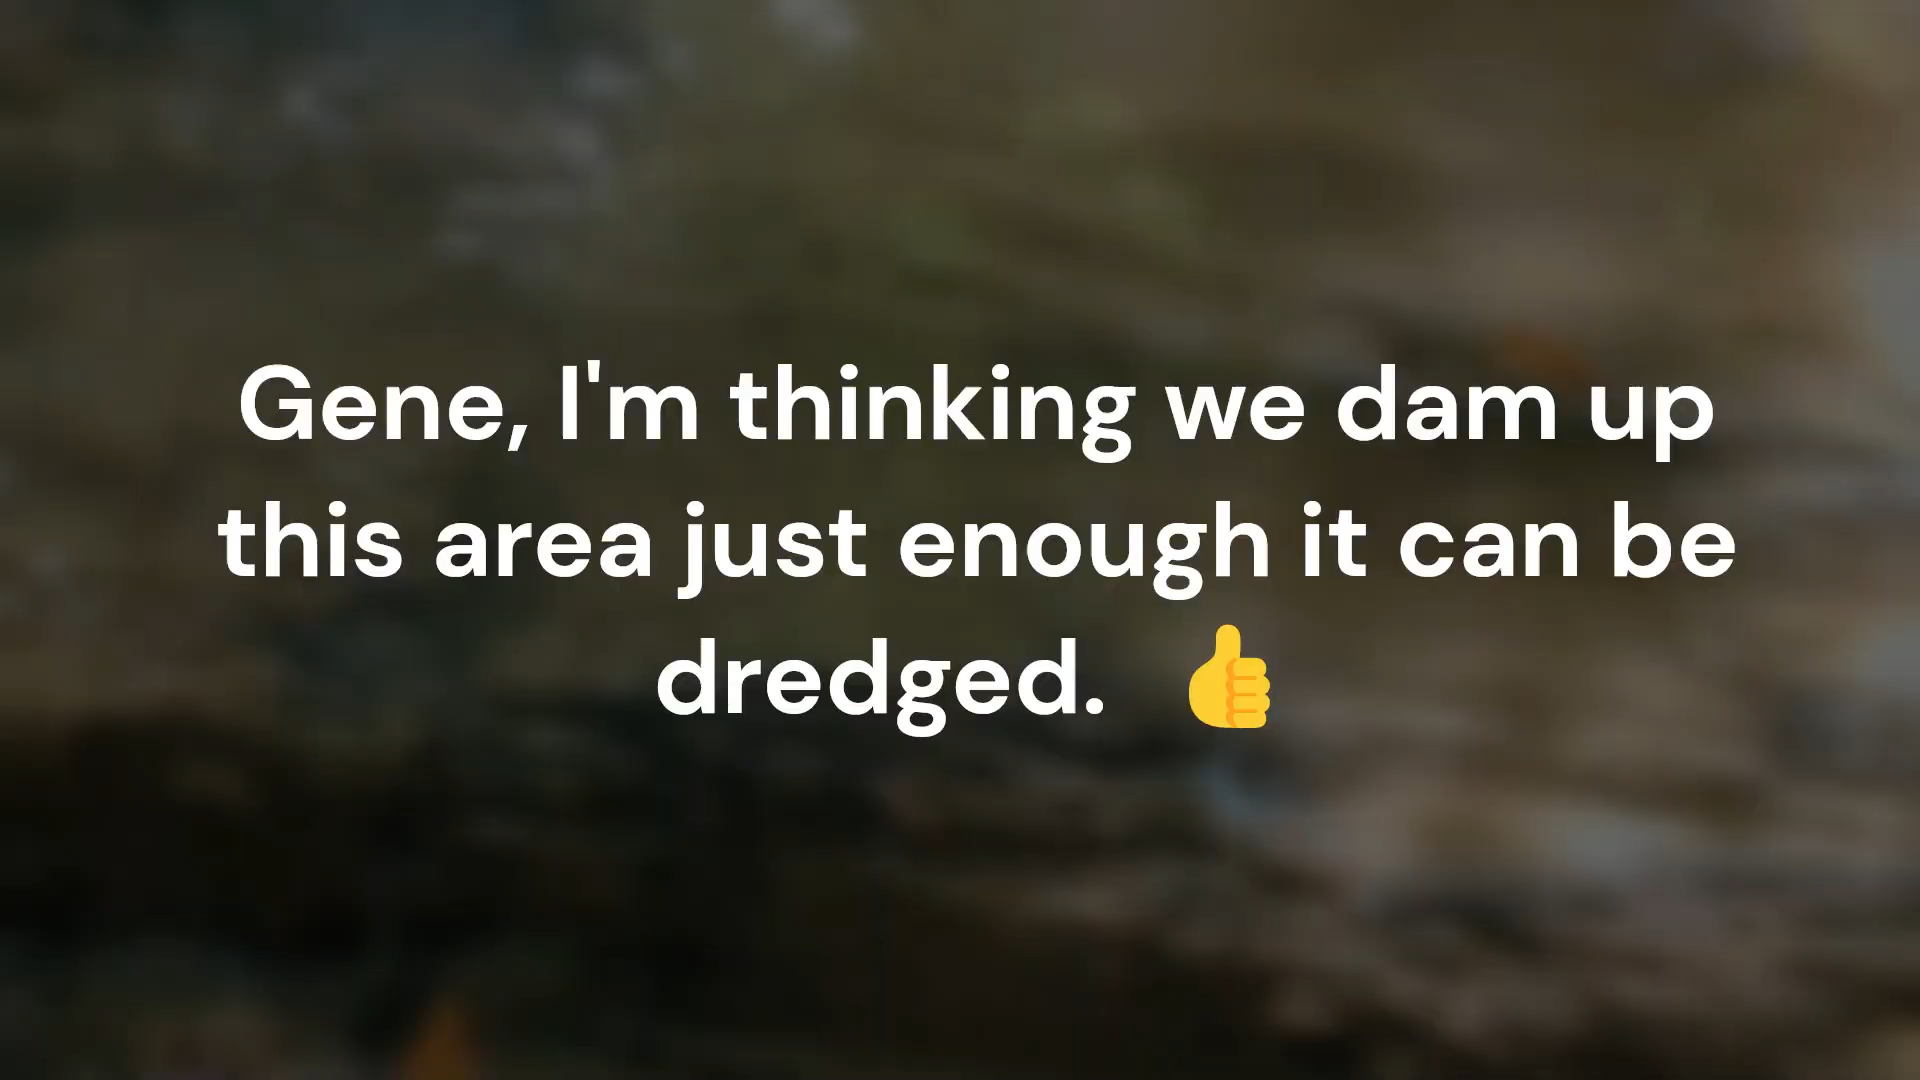 Gene, I'm thinking we dam up
this area just enough it can be
dredged. 👍